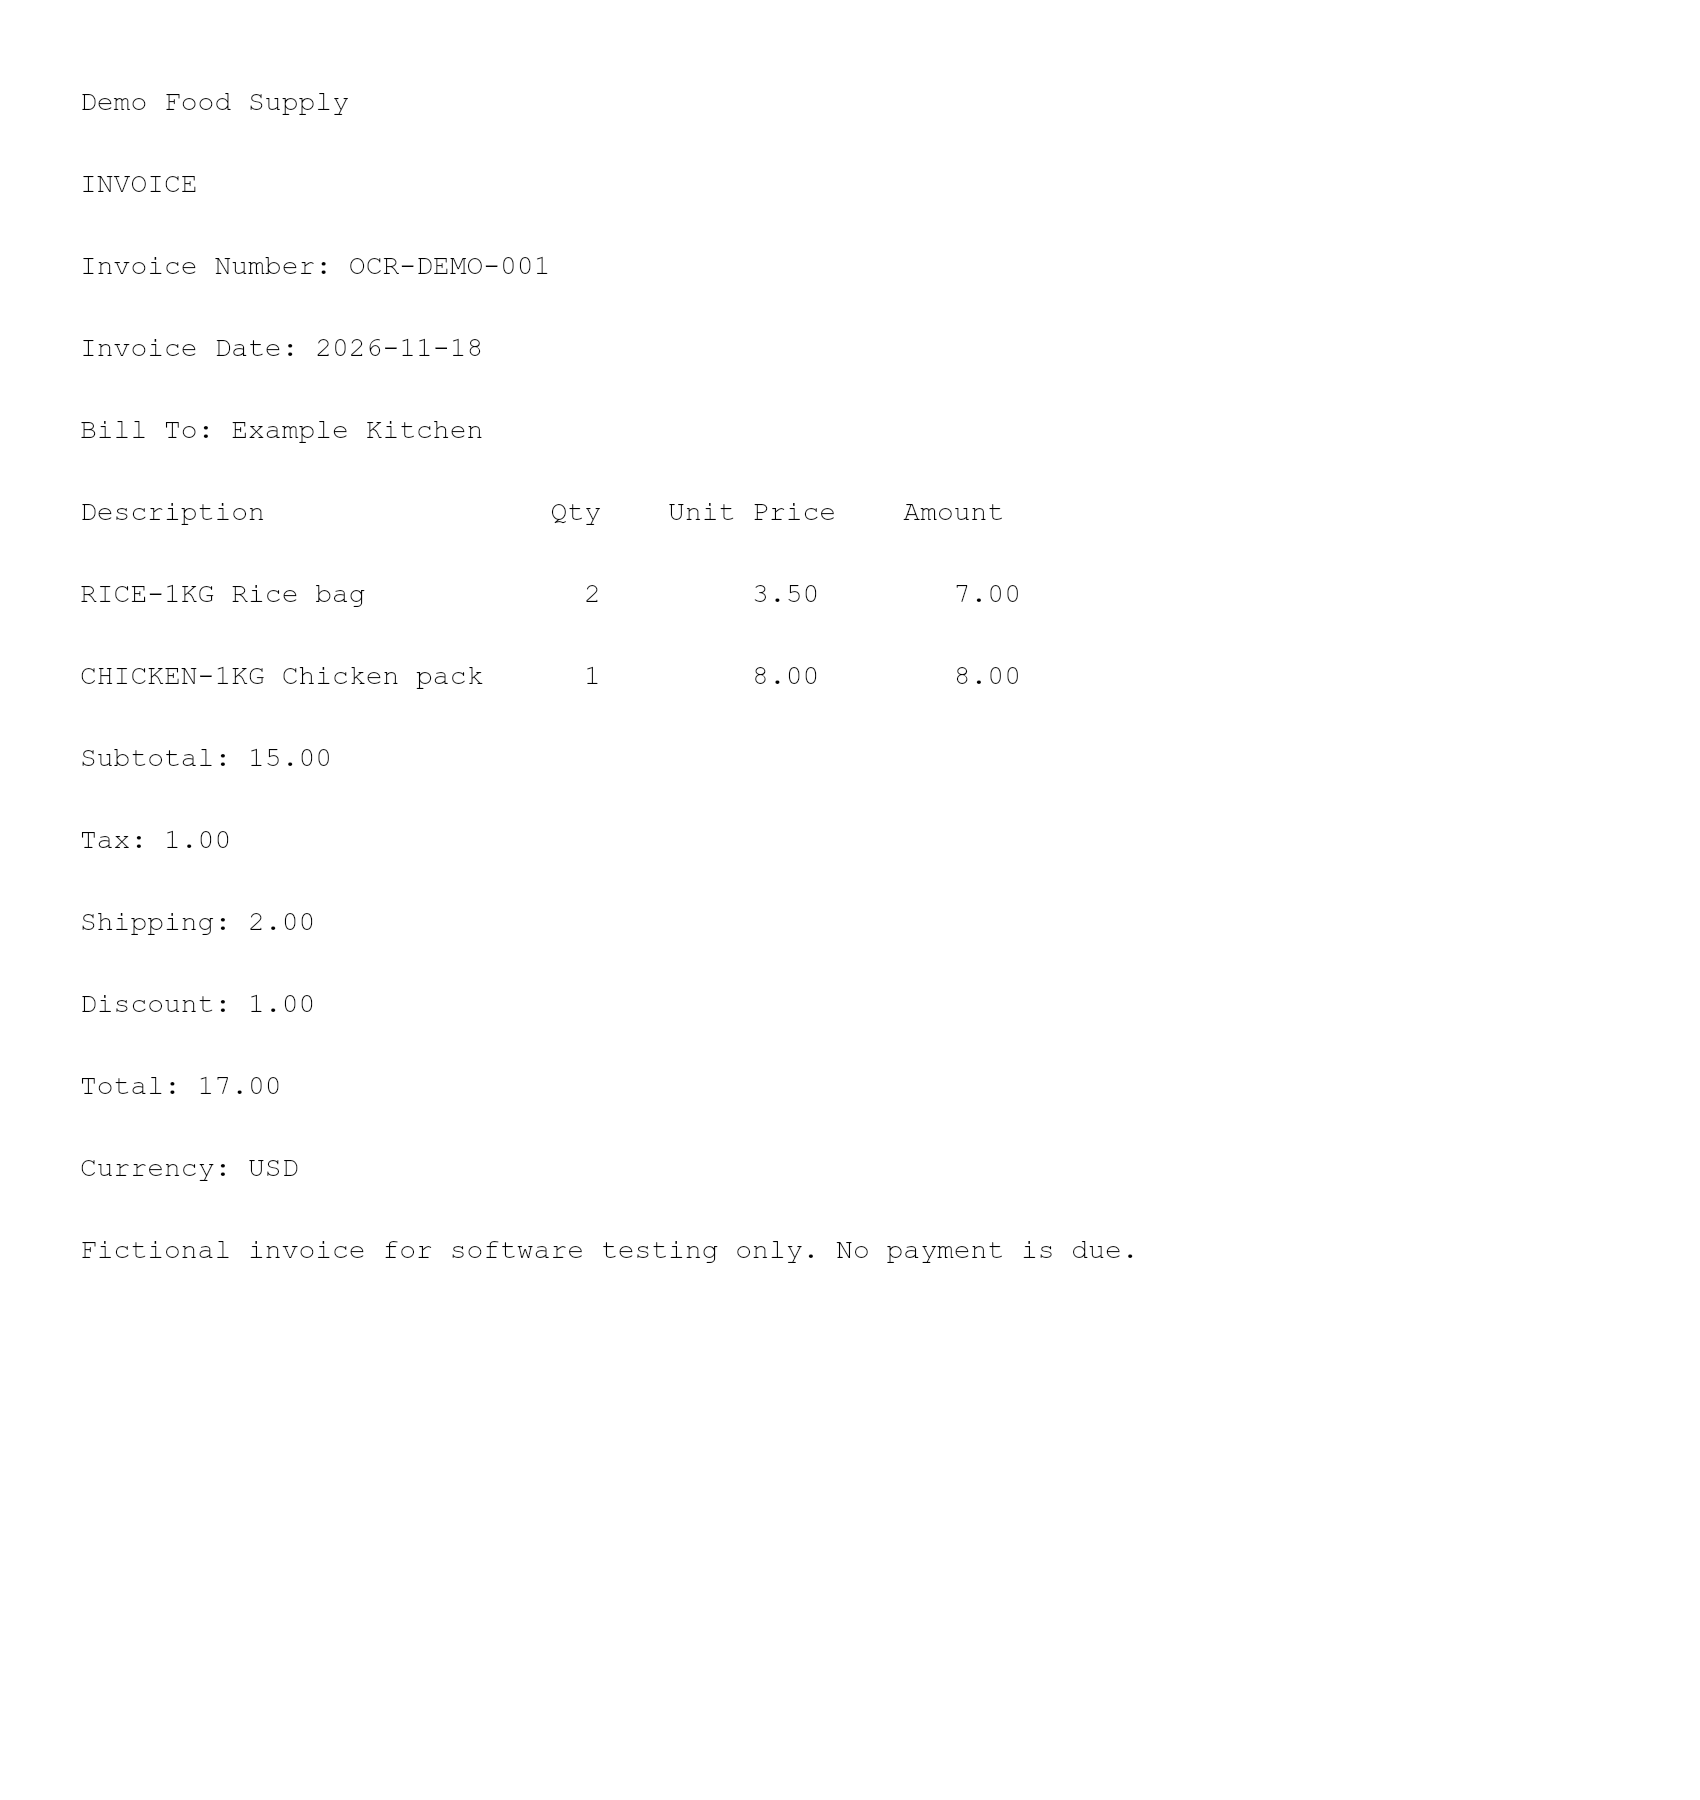 Demo Food Supply
INVOICE
Invoice Number: OCR-DEMO-001
Invoice Date: 2026-11-18
Bill To: Example Kitchen
Description                 Qty    Unit Price    Amount
RICE-1KG Rice bag             2         3.50        7.00
CHICKEN-1KG Chicken pack      1         8.00        8.00
Subtotal: 15.00
Tax: 1.00
Shipping: 2.00
Discount: 1.00
Total: 17.00
Currency: USD
Fictional invoice for software testing only. No payment is due.